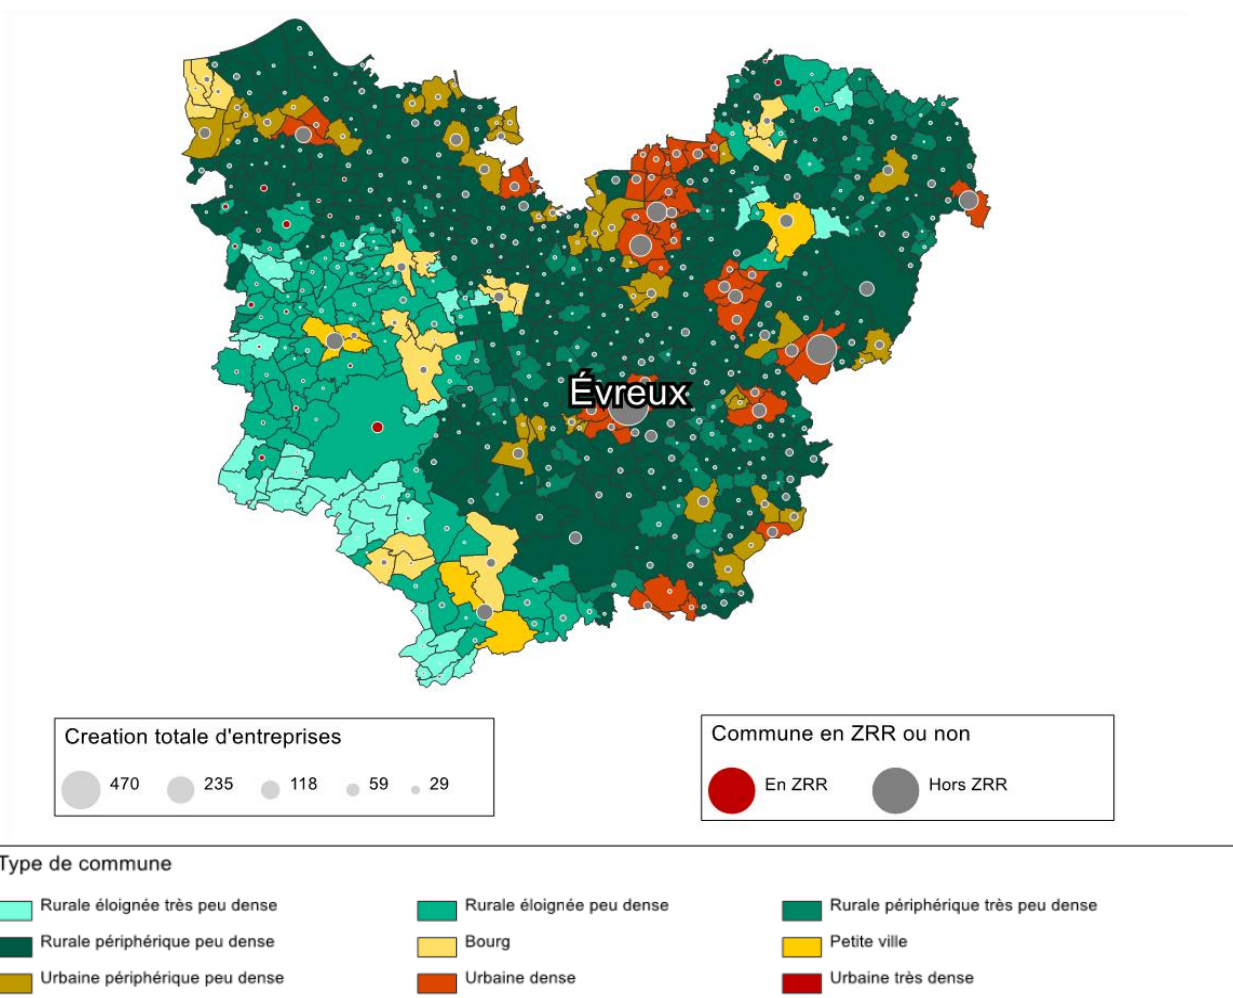 Évreux
Creation totale d'entreprises
470 235 118 59 29
Commune en ZRR ou non
En ZRR Hors ZRR
Type de commune
Rurale éloignée très peu dense Rurale éloignée peu dense Rurale périphérique très peu dense
Rurale périphérique peu dense Bourg Petite ville
Urbaine périphérique peu dense Urbaine dense Urbaine très dense